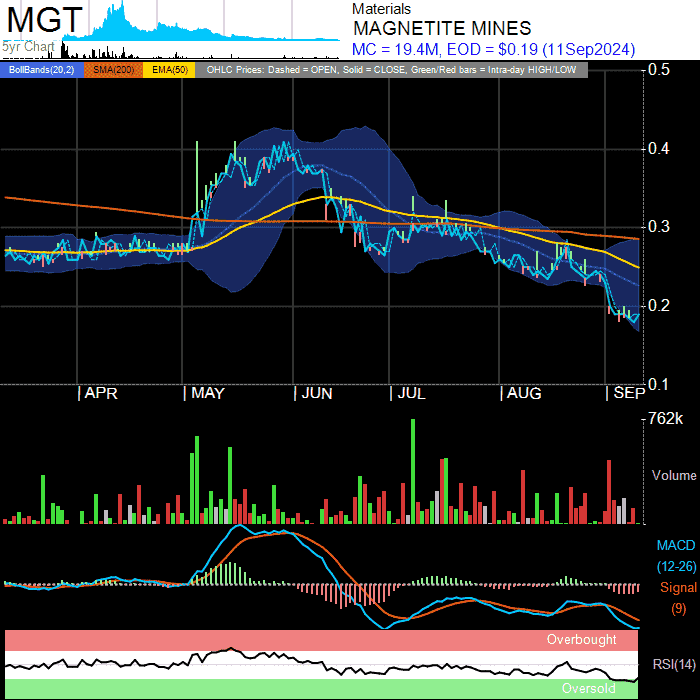 MGT
5yr Chart
Materials
MAGNETITE MINES
MC = 19.4M, EOD = $0.19 (11Sep2024)
BollBands(20,2) SMA(200) EMA(50) OHLC Prices: Dashed = OPEN, Solid = CLOSE, Green/Red bars = Intra-day HIGH/LOW
0.5
0.4
0.3
0.2
0.1
APR MAY JUN JUL AUG SEP
762k
Volume
MACD
(12-26)
Signal
(9)
Overbought
RSI(14)
Oversold